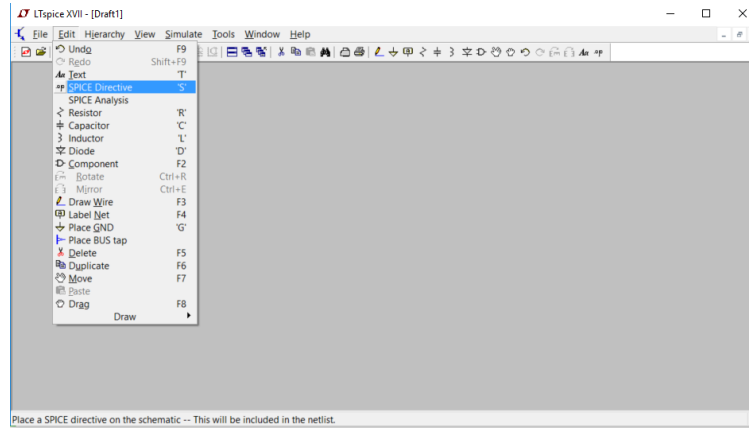 LTspice XVII - [Draft1]
File Edit Hierarchy View Simulate Tools Window Help
Undo F9
Redo Shift+F9
Text 'T'
SPICE Directive 'S'
SPICE Analysis
Resistor 'R'
Capacitor 'C'
Inductor 'L'
Diode 'D'
Component F2
Rotate Ctrl+R
Mirror Ctrl+E
Draw Wire F3
Label Net F4
Place GND 'G'
Place BUS tap
Delete F5
Duplicate F6
Move F7
Paste
Drag F8
Draw
Place a SPICE directive on the schematic -- This will be included in the netlist.